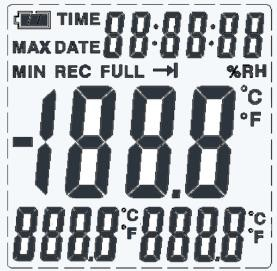 TIME 88:88:88
MAX DATE
MIN REC FULL →| %RH
-188.8 °C °F
888.8 °C °F 888.8 °C °F